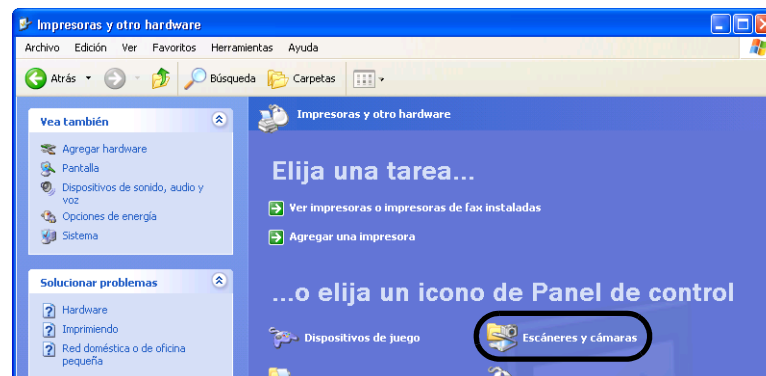 Impresoras y otro hardware
Archivo Edición Ver Favoritos Herramientas Ayuda
Atrás Búsqueda Carpetas
Vea también
Agregar hardware
Pantalla
Dispositivos de sonido, audio y
voz
Opciones de energía
Sistema
Solucionar problemas
Hardware
Imprimiendo
Red doméstica o de oficina
pequeña
Impresoras y otro hardware
Elija una tarea...
Ver impresoras o impresoras de fax instaladas
Agregar una impresora
...o elija un icono de Panel de control
Dispositivos de juego
Escáneres y cámaras